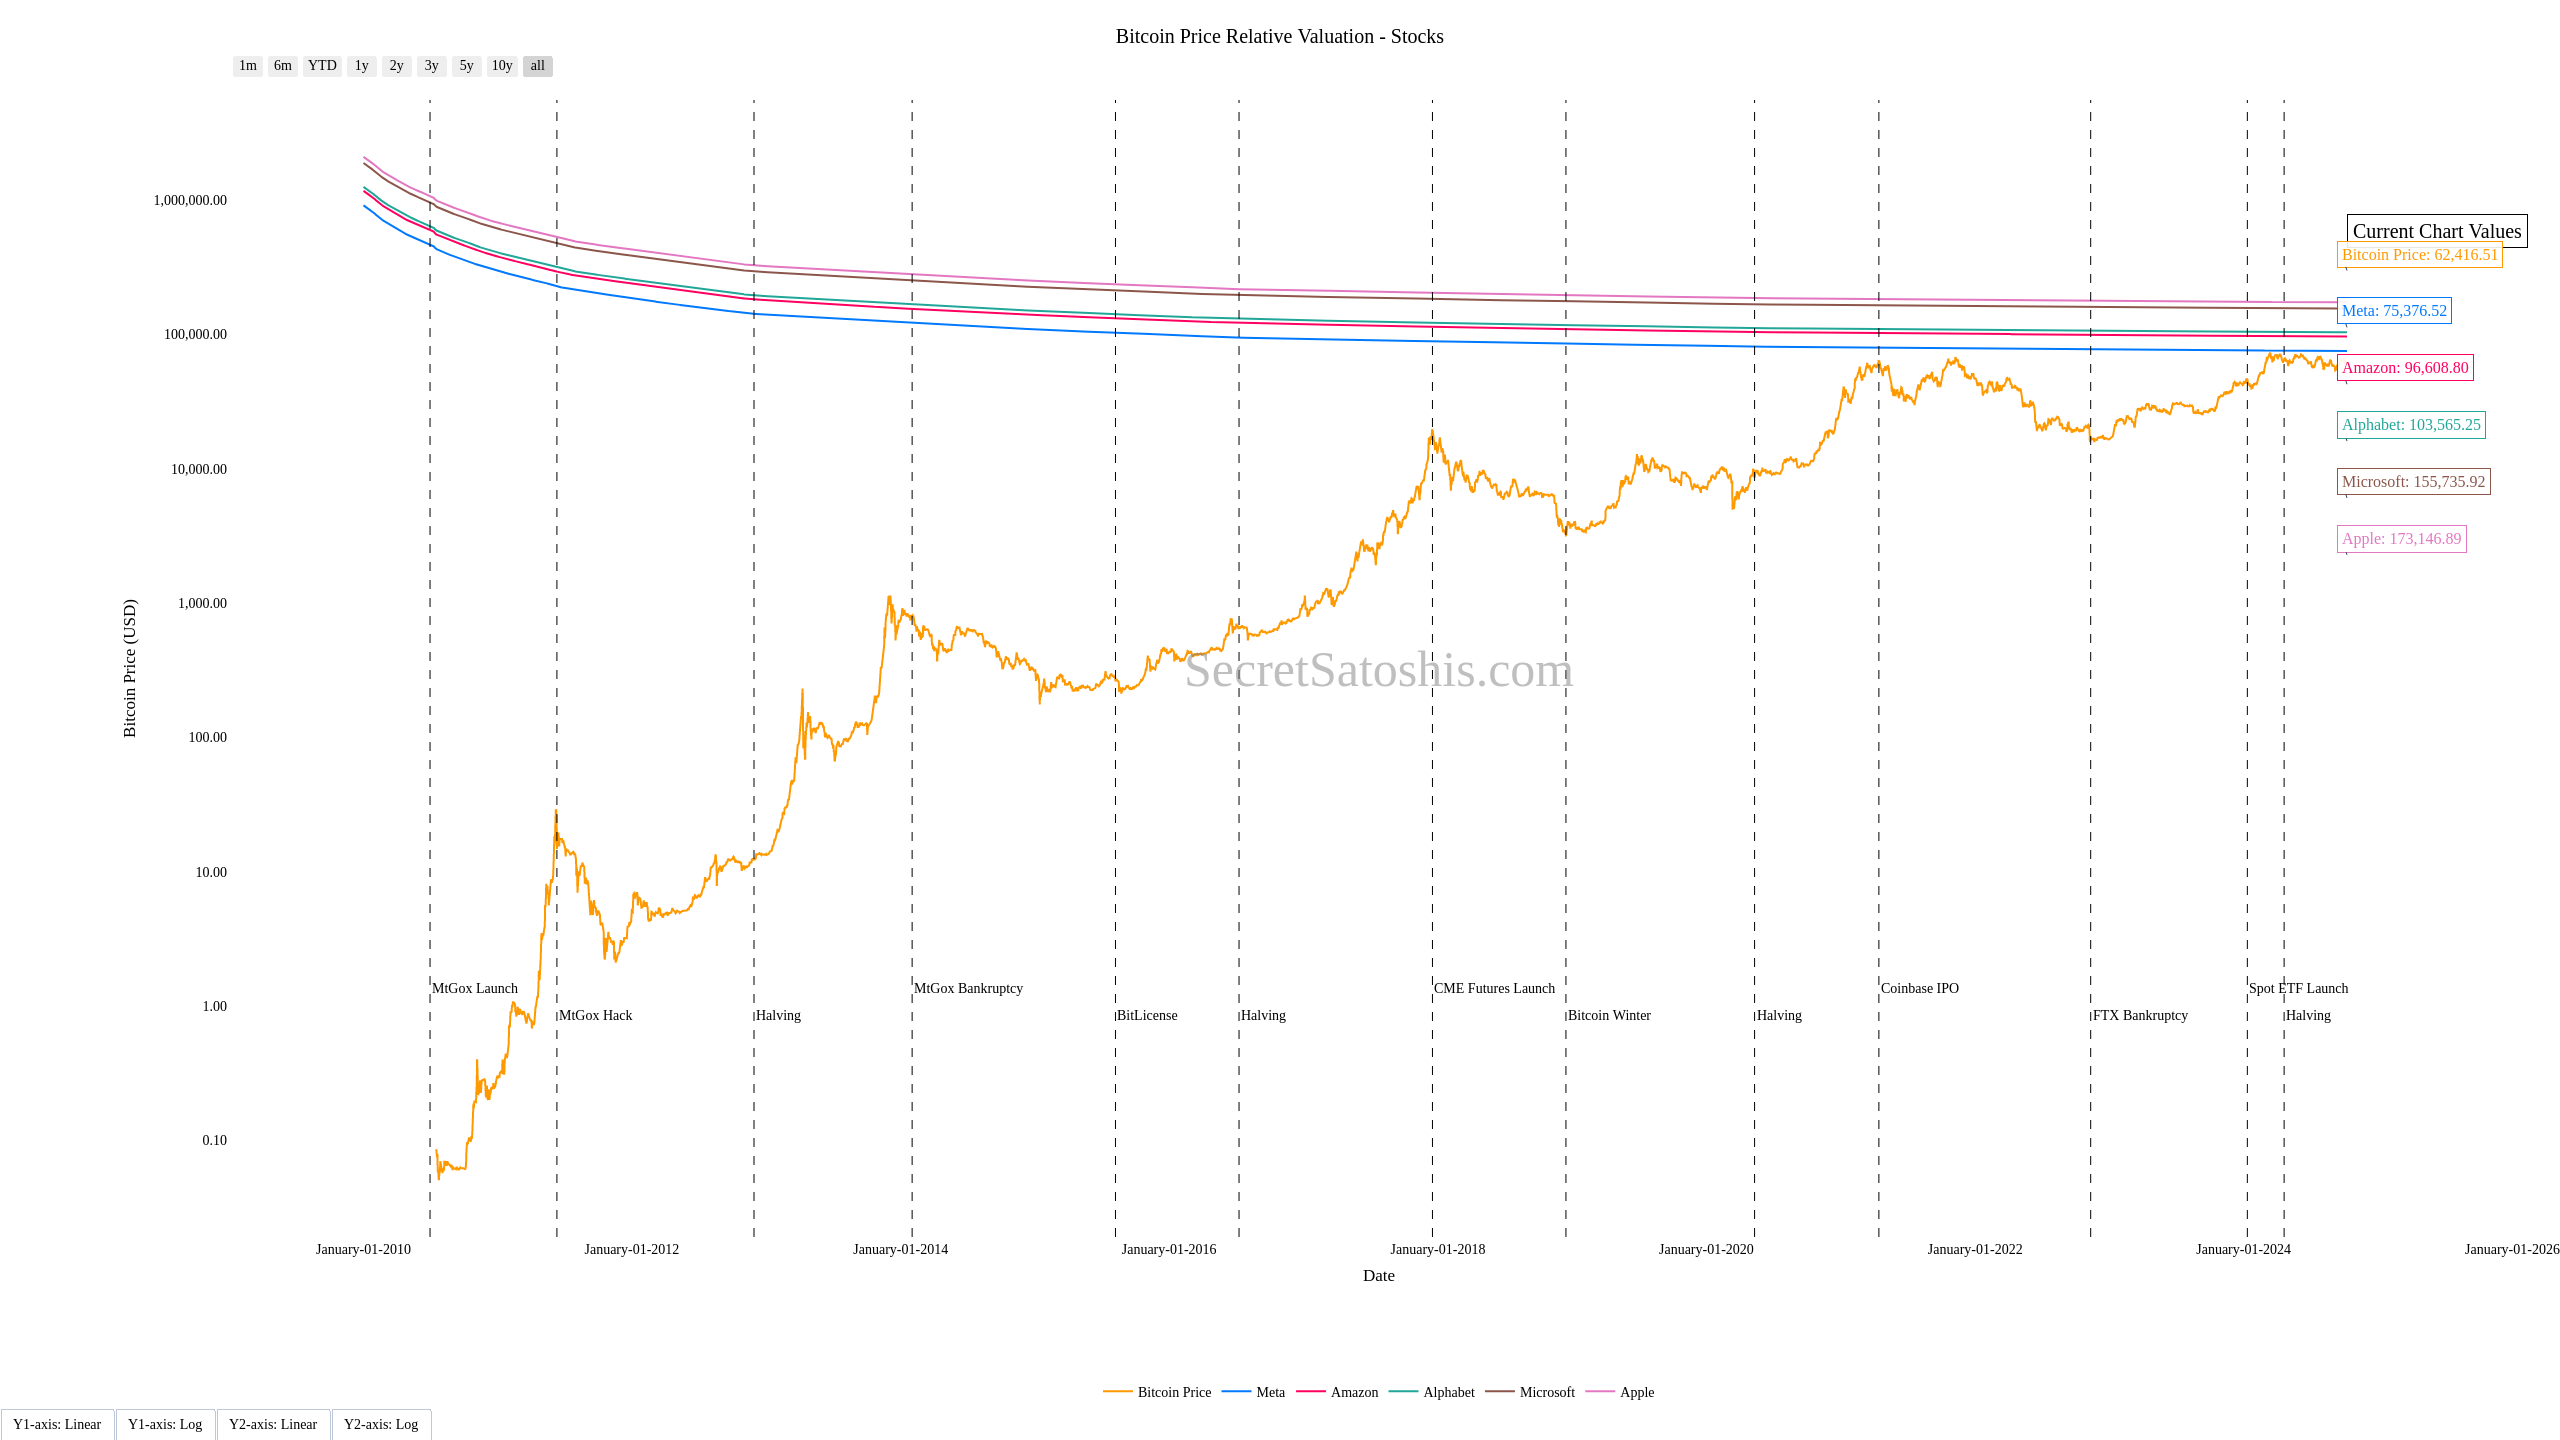 Bitcoin Price Relative Valuation - Stocks
1m 6m YTD 1y 2y 3y 5y 10y all
1,000,000.00
100,000.00
10,000.00
1,000.00
100.00
10.00
1.00
0.10
Bitcoin Price (USD)
Current Chart Values
Bitcoin Price: 62,416.51
Meta: 75,376.52
Amazon: 96,608.80
Alphabet: 103,565.25
Microsoft: 155,735.92
Apple: 173,146.89
SecretSatoshis.com
MtGox Launch
MtGox Hack
Halving
MtGox Bankruptcy
BitLicense
Halving
CME Futures Launch
Bitcoin Winter
Halving
Coinbase IPO
FTX Bankruptcy
Spot ETF Launch
Halving
January-01-2010 January-01-2012 January-01-2014 January-01-2016 January-01-2018 January-01-2020 January-01-2022 January-01-2024 January-01-2026
Date
Bitcoin Price Meta Amazon Alphabet Microsoft Apple
Y1-axis: Linear Y1-axis: Log Y2-axis: Linear Y2-axis: Log